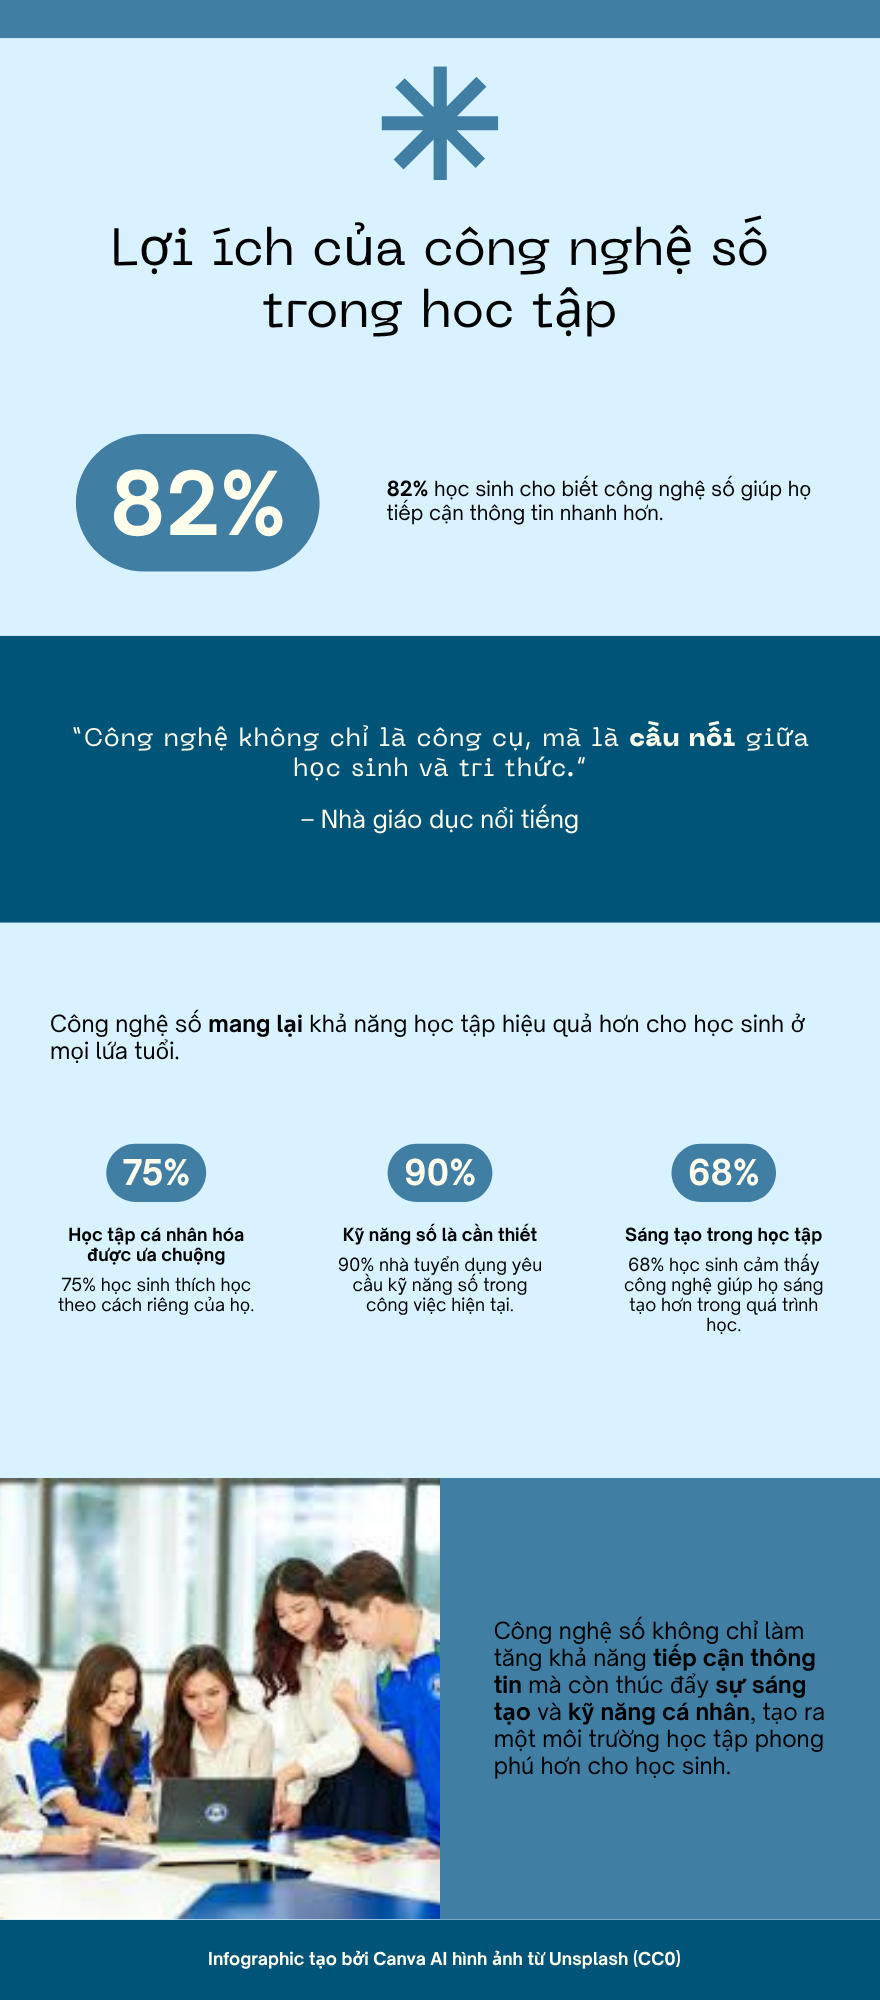 Lợi ích của công nghệ số
trong hoc tập
82%
82% học sinh cho biết công nghệ số giúp họ
tiếp cận thông tin nhanh hơn.
"Công nghệ không chỉ là công cụ, mà là cầu nối giữa
học sinh và tri thức."
– Nhà giáo dục nổi tiếng
Công nghệ số mang lại khả năng học tập hiệu quả hơn cho học sinh ở
mọi lứa tuổi.
75%
Học tập cá nhân hóa
được ưa chuộng
75% học sinh thích học
theo cách riêng của họ.
90%
Kỹ năng số là cần thiết
90% nhà tuyển dụng yêu
cầu kỹ năng số trong
công việc hiện tại.
68%
Sáng tạo trong học tập
68% học sinh cảm thấy
công nghệ giúp họ sáng
tạo hơn trong quá trình
học.
Công nghệ số không chỉ làm
tăng khả năng tiếp cận thông
tin mà còn thúc đẩy sự sáng
tạo và kỹ năng cá nhân, tạo ra
một môi trường học tập phong
phú hơn cho học sinh.
Infographic tạo bởi Canva AI hình ảnh từ Unsplash (CC0)